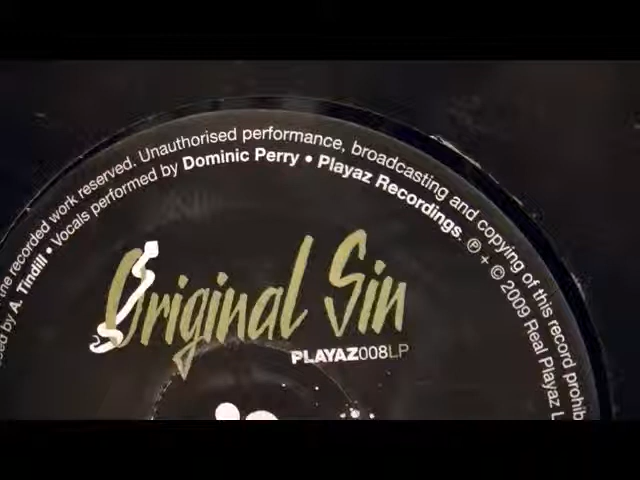 the recorded work reserved. Unauthorised performance, broadcasting and copying of this record prohib
by A. Tindill • Vocals performed by Dominic Perry • Playaz Recordings. ℗ + © 2009 Real Playaz L
Original Sin
PLAYAZ008LP